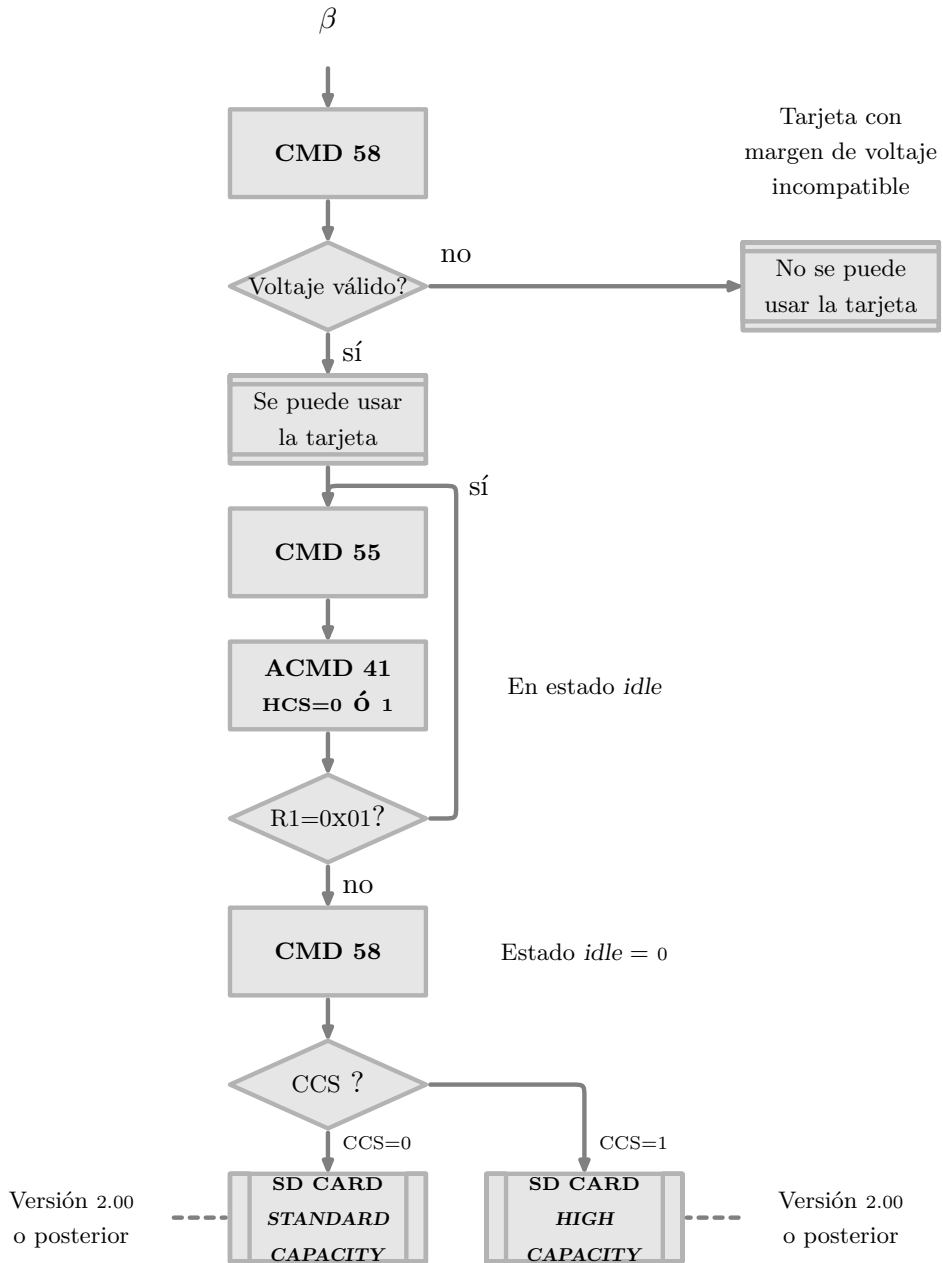 β
CMD 58
Tarjeta con
margen de voltaje
incompatible
Voltaje válido?
no
No se puede
usar la tarjeta
sí
Se puede usar
la tarjeta
sí
CMD 55
ACMD 41
HCS=0 Ó 1
En estado idle
R1=0x01?
no
CMD 58
Estado idle = 0
CCS ?
CCS=0
CCS=1
Versión 2.00
o posterior
SD CARD
STANDARD
CAPACITY
SD CARD
HIGH
CAPACITY
Versión 2.00
o posterior